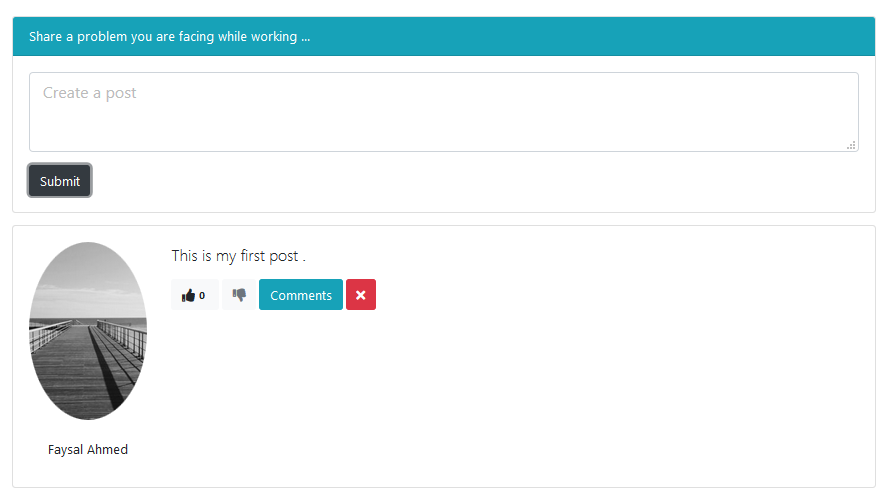 Share a problem you are facing while working ...
Create a post
Submit
This is my first post .
0 Comments
Faysal Ahmed